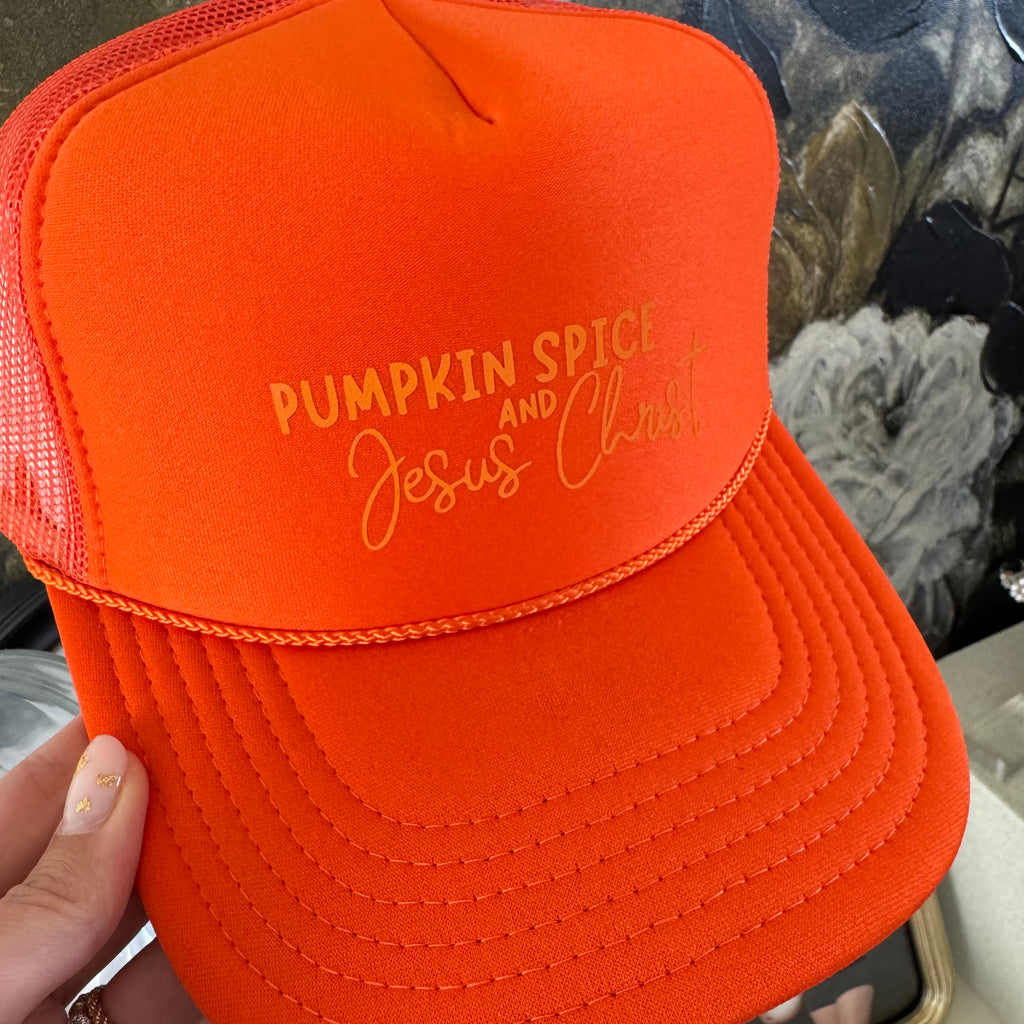 PUMPKIN SPICE
AND
Jesus Christ